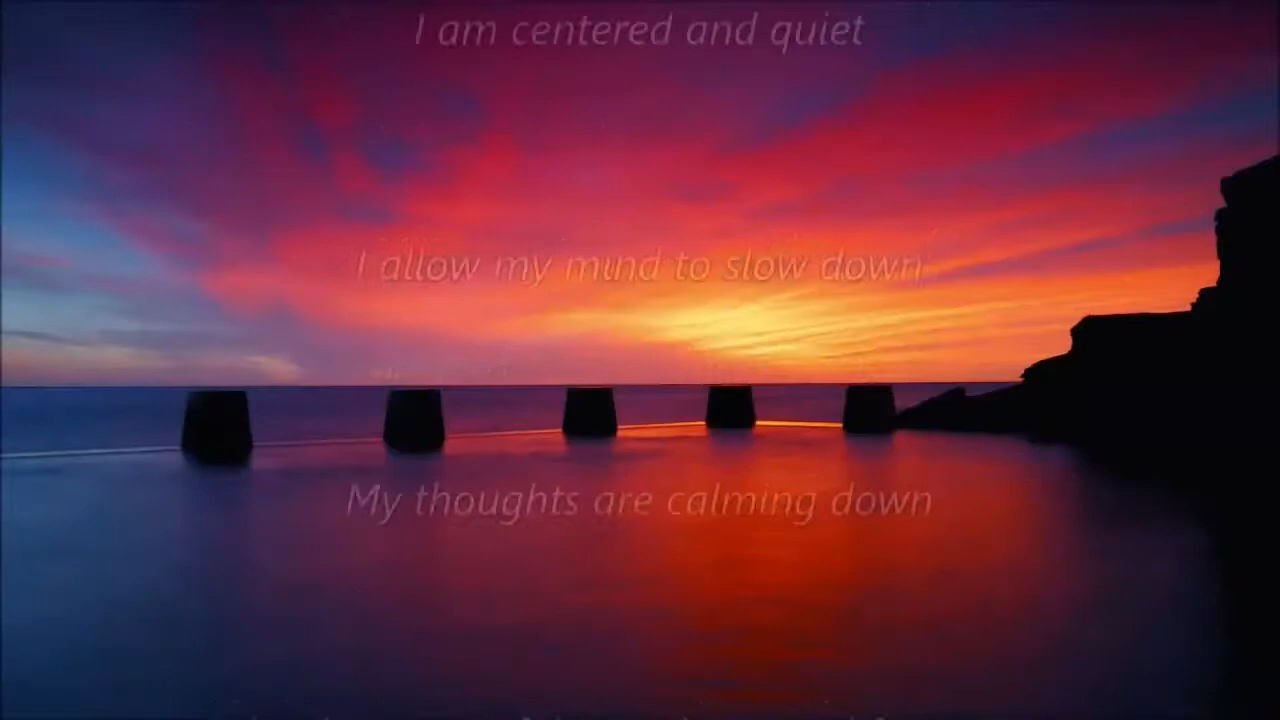 I am centered and quiet
I allow my mind to slow down
My thoughts are calming down